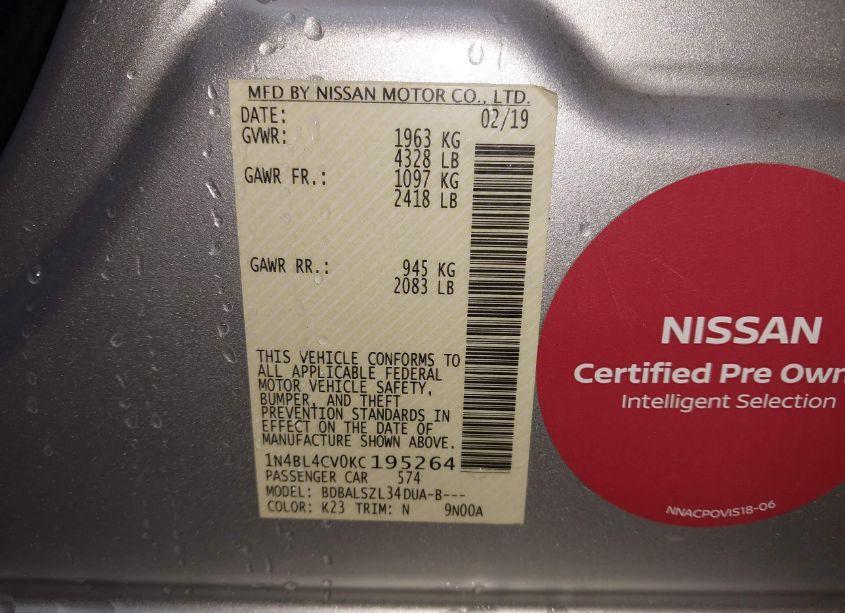 MFD BY NISSAN MOTOR CO., LTD.
DATE: 02/19
GVWR: 1963 KG
4328 LB
GAWR FR.: 1097 KG
2418 LB
GAWR RR.: 945 KG
2083 LB
THIS VEHICLE CONFORMS TO
ALL APPLICABLE FEDERAL
MOTOR VEHICLE SAFETY,
BUMPER, AND THEFT
PREVENTION STANDARDS IN
EFFECT ON THE DATE OF
MANUFACTURE SHOWN ABOVE.
1N4BL4CV0KC195264
PASSENGER CAR 574
MODEL: BDBALSZL34DUA-B---
COLOR: K23 TRIM: N 9N00A
NISSAN
Certified Pre Own
Intelligent Selection
NNACPOVIS18-06